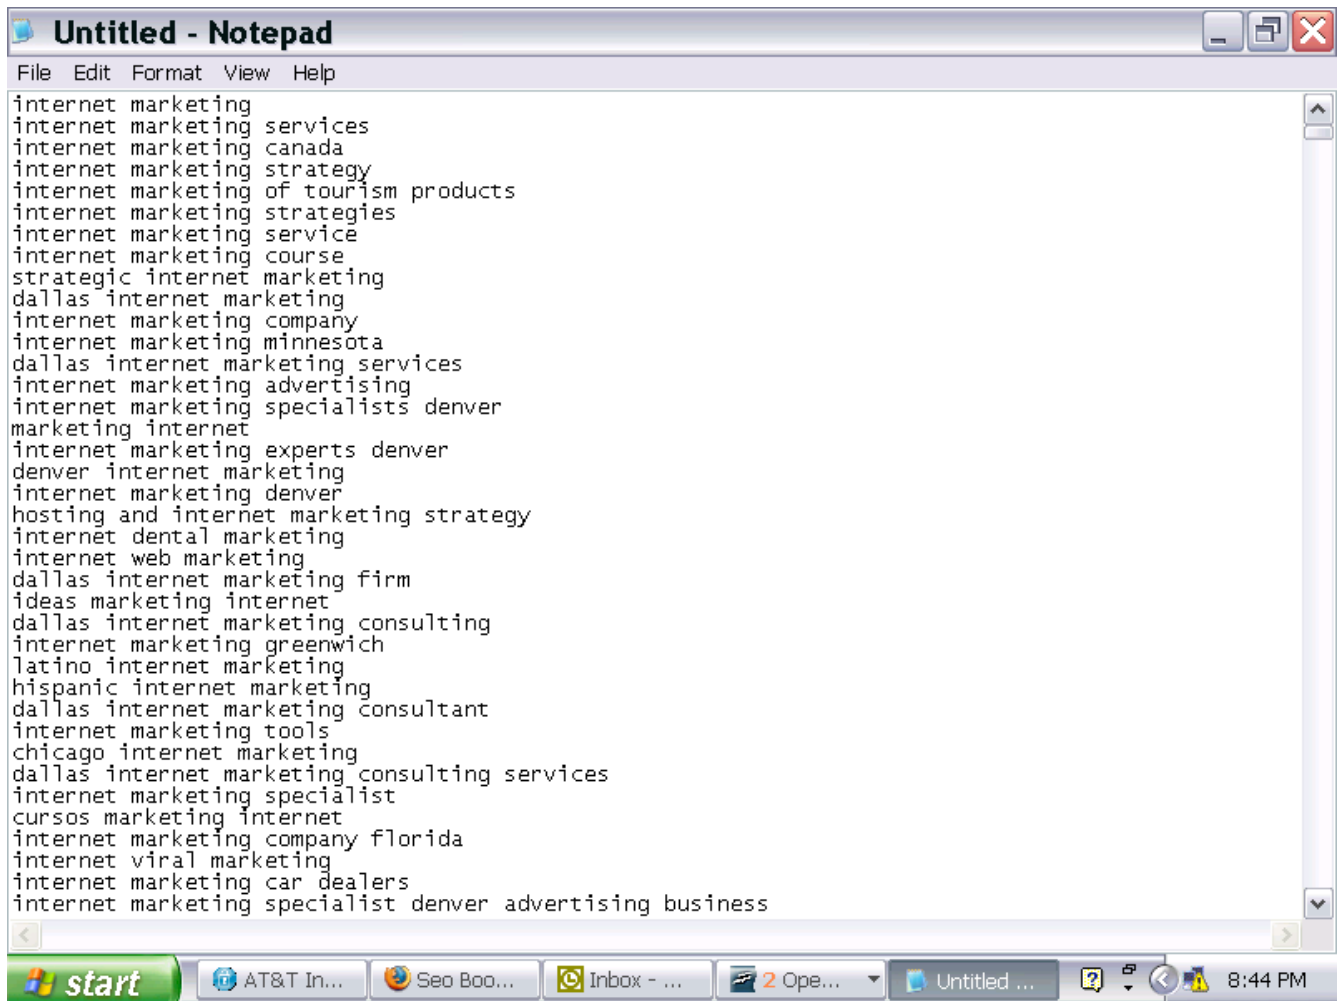 Untitled - Notepad
File Edit Format View Help
internet marketing
internet marketing services
internet marketing canada
internet marketing strategy
internet marketing of tourism products
internet marketing strategies
internet marketing service
internet marketing course
strategic internet marketing
dallas internet marketing
internet marketing company
internet marketing minnesota
dallas internet marketing services
internet marketing advertising
internet marketing specialists denver
marketing internet
internet marketing experts denver
denver internet marketing
internet marketing denver
hosting and internet marketing strategy
internet dental marketing
internet web marketing
dallas internet marketing firm
ideas marketing internet
dallas internet marketing consulting
internet marketing greenwich
latino internet marketing
hispanic internet marketing
dallas internet marketing consultant
internet marketing tools
chicago internet marketing
dallas internet marketing consulting services
internet marketing specialist
cursos marketing internet
internet marketing company florida
internet viral marketing
internet marketing car dealers
internet marketing specialist denver advertising business
start AT&T In... Seo Boo... Inbox - ... 2 Ope... Untitled ... 8:44 PM